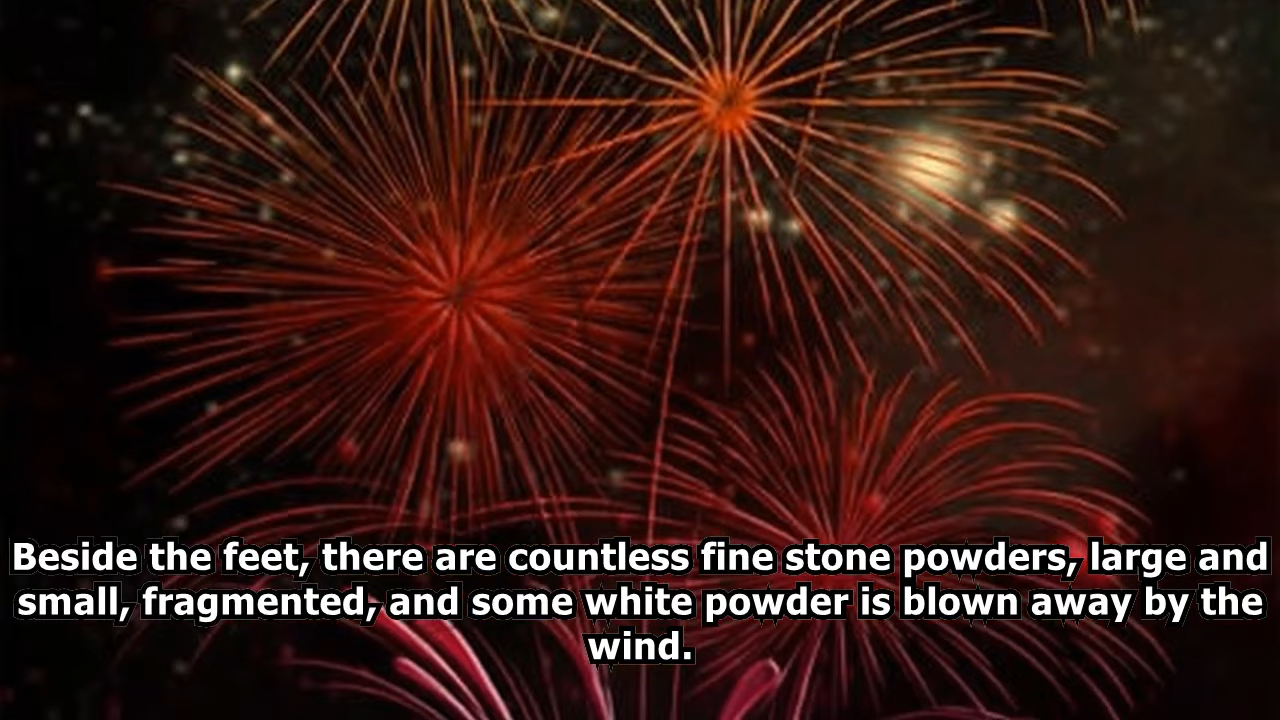 Beside the feet, there are countless fine stone powders, large and
small, fragmented, and some white powder is blown away by the
wind.